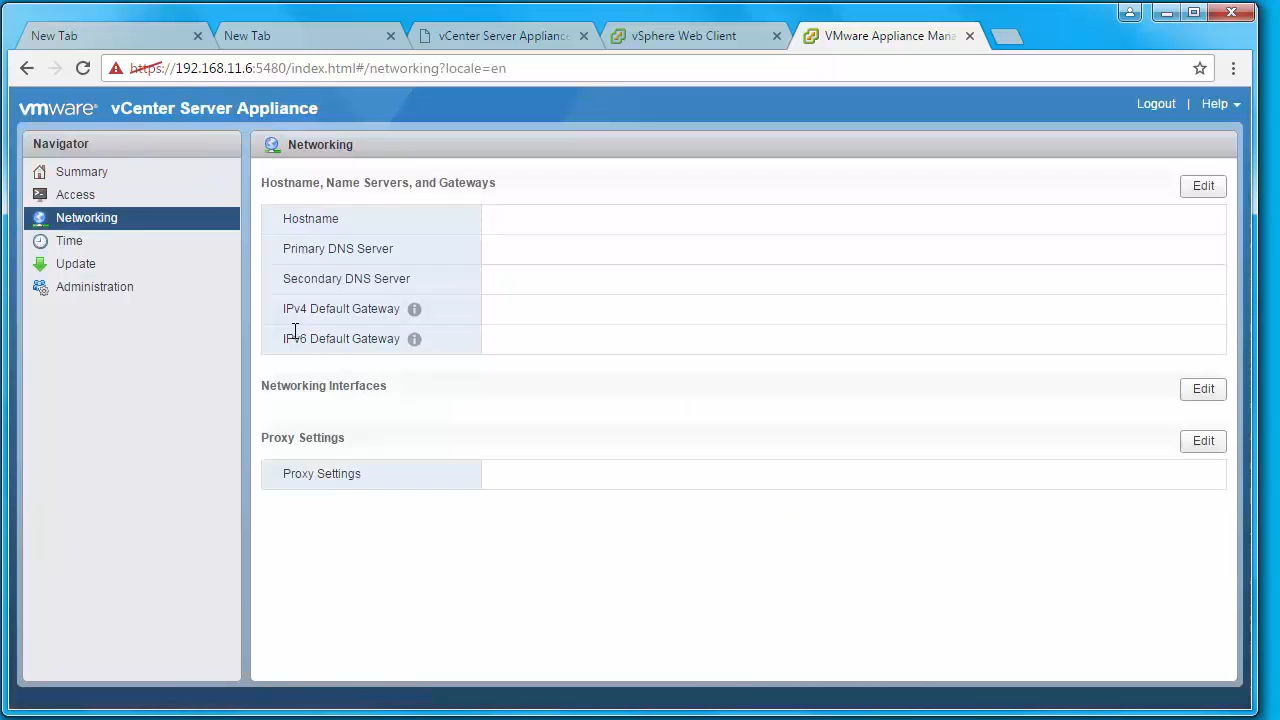 New Tab
New Tab
vCenter Server Appliance
vSphere Web Client
VMware Appliance Mana
https://192.168.11.6:5480/index.html#/networking?locale=en
vmware® vCenter Server Appliance
Logout | Help
Navigator
Summary
Access
Networking
Time
Update
Administration
Networking
Hostname, Name Servers, and Gateways
Edit
Hostname
Primary DNS Server
Secondary DNS Server
IPv4 Default Gateway
IPv6 Default Gateway
Networking Interfaces
Edit
Proxy Settings
Edit
Proxy Settings